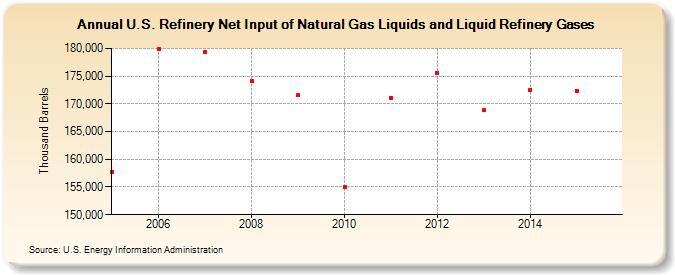 Annual U.S. Refinery Net Input of Natural Gas Liquids and Liquid Refinery Gases
Thousand Barrels
180,000
175,000
170,000
165,000
160,000
155,000
150,000
2006 2008 2010 2012 2014
Source: U.S. Energy Information Administration